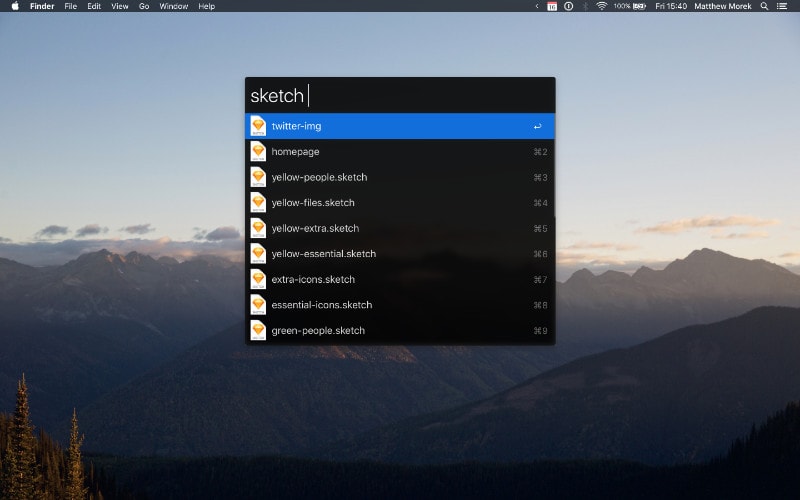 Finder File Edit View Go Window Help 16 100% Fri 15:40 Matthew Morek
sketch
twitter-img
homepage ⌘2
yellow-people.sketch ⌘3
yellow-files.sketch ⌘4
yellow-extra.sketch ⌘5
yellow-essential.sketch ⌘6
extra-icons.sketch ⌘7
essential-icons.sketch ⌘8
green-people.sketch ⌘9